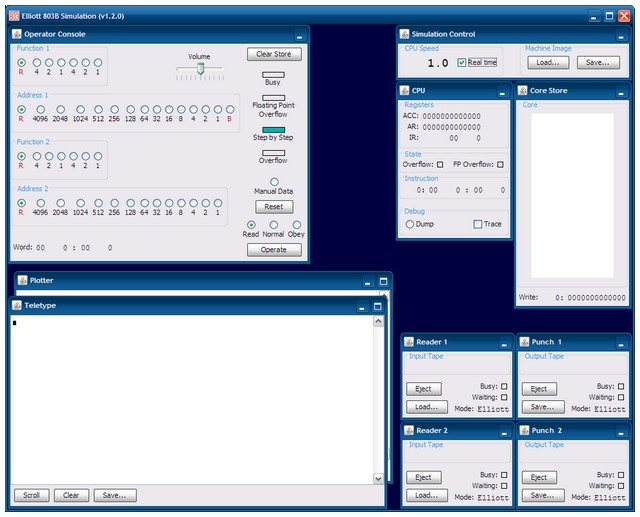 Elliott 803B Simulation (v1.2.0)
Operator Console
Function 1
R 4 2 1 4 2 1
Volume
Clear Store
Busy
Address 1
R 4096 2048 1024 512 256 128 64 32 16 8 4 2 1 B
Floating Point
Overflow
Step by Step
Function 2
R 4 2 1 4 2 1
Overflow
Address 2
R 4096 2048 1024 512 256 128 64 32 16 8 4 2 1
Manual Data
Reset
Read Normal Obey
Word: 00 0 : 00 0
Operate
Simulation Control
CPU Speed
1.0 Real time
Machine Image
Load... Save...
CPU
Registers
ACC: 000000000000
AR: 000000000000
IR: 00 0
State
Overflow: FP Overflow:
Instruction
0: 00 0 : 00 0
Debug
Dump Trace
Core Store
Core
Write: 0: 0000000000000
Plotter
Teletype
Scroll Clear Save...
Reader 1
Input Tape
Eject Busy:
Waiting:
Load... Mode: Elliott
Punch 1
Output Tape
Eject Busy:
Waiting:
Save... Mode: Elliott
Reader 2
Input Tape
Eject Busy:
Waiting:
Load... Mode: Elliott
Punch 2
Output Tape
Eject Busy:
Waiting:
Save... Mode: Elliott